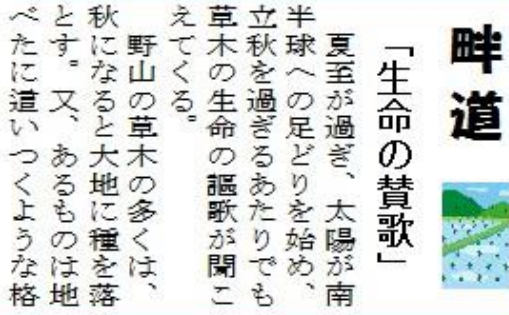 畔道
「生命の賛歌」
　夏至が過ぎ、太陽が南
半球への足どりを始め、
立秋を過ぎるあたりでも
草木の生命の謳歌が聞こ
えてくる。
　野山の草木の多くは、
秋になると大地に種を落
とす。又、あるものは地
べたに這いつくような格